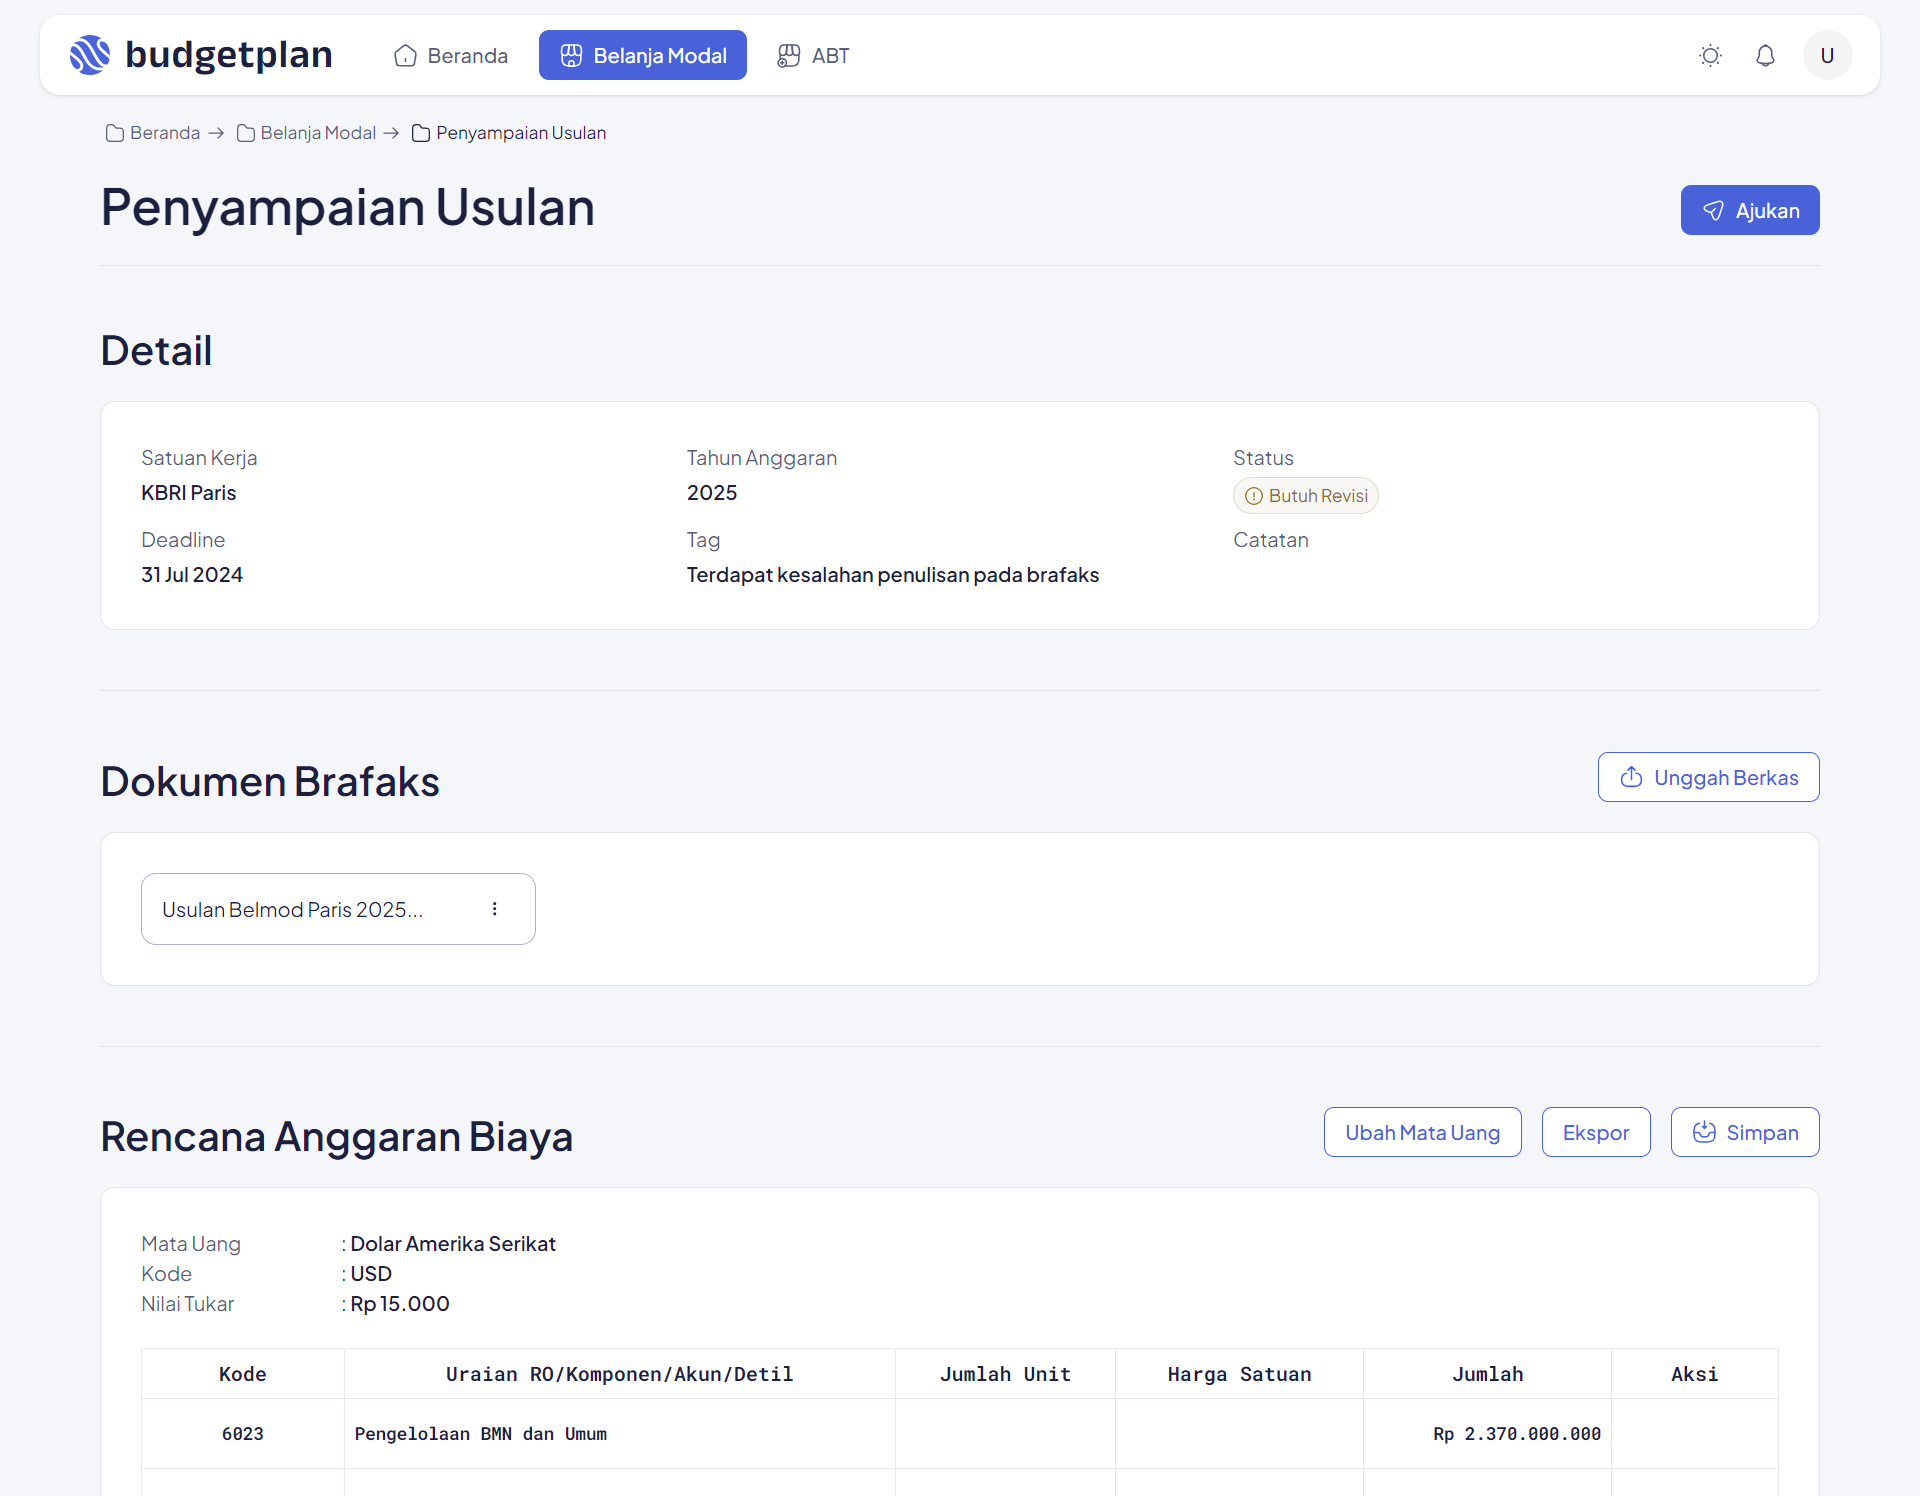 budgetplan
Beranda
Belanja Modal
ABT
U
Beranda → Belanja Modal → Penyampaian Usulan
Penyampaian Usulan
Ajukan
Detail
Satuan Kerja
KBRI Paris
Tahun Anggaran
2025
Status
Butuh Revisi
Deadline
31 Jul 2024
Tag
Terdapat kesalahan penulisan pada brafaks
Catatan
Dokumen Brafaks
Unggah Berkas
Usulan Belmod Paris 2025...
Rencana Anggaran Biaya
Ubah Mata Uang
Ekspor
Simpan
Mata Uang : Dolar Amerika Serikat
Kode : USD
Nilai Tukar : Rp 15.000
Kode Uraian RO/Komponen/Akun/Detil Jumlah Unit Harga Satuan Jumlah Aksi
6023 Pengelolaan BMN dan Umum Rp 2.370.000.000